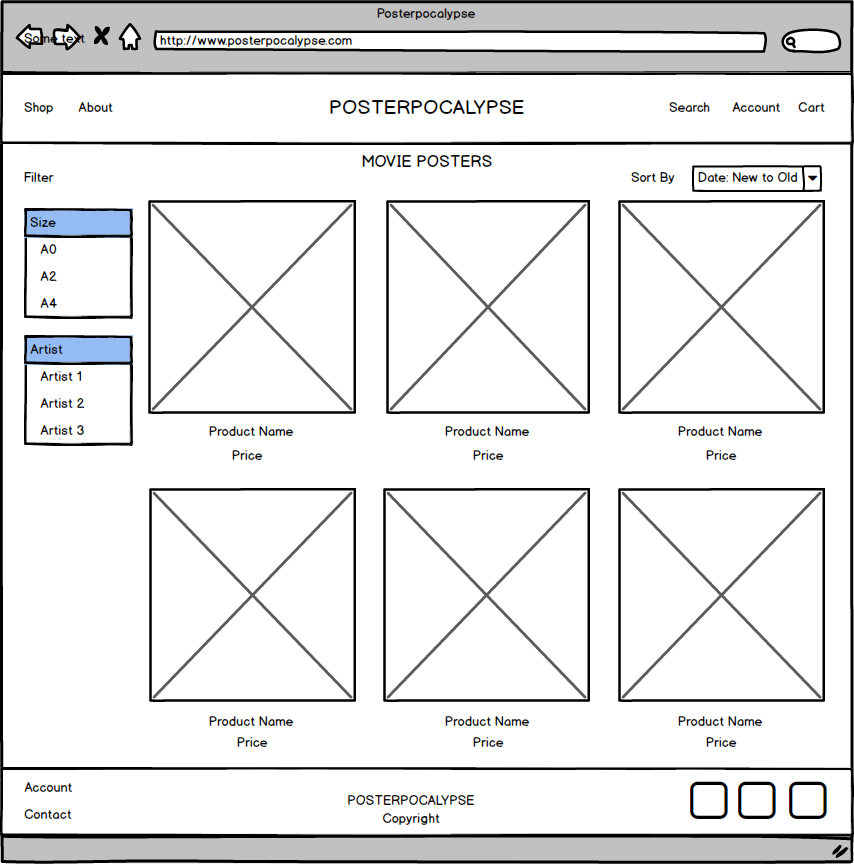 Posterpocalypse
Some text
http://www.posterpocalypse.com
Shop About POSTERPOCALYPSE Search Account Cart
MOVIE POSTERS
Filter Sort By Date: New to Old
Size
A0
A2
A4
Artist
Artist 1
Artist 2
Artist 3
Product Name Product Name Product Name
Price Price Price
Product Name Product Name Product Name
Price Price Price
Account
POSTERPOCALYPSE
Contact
Copyright